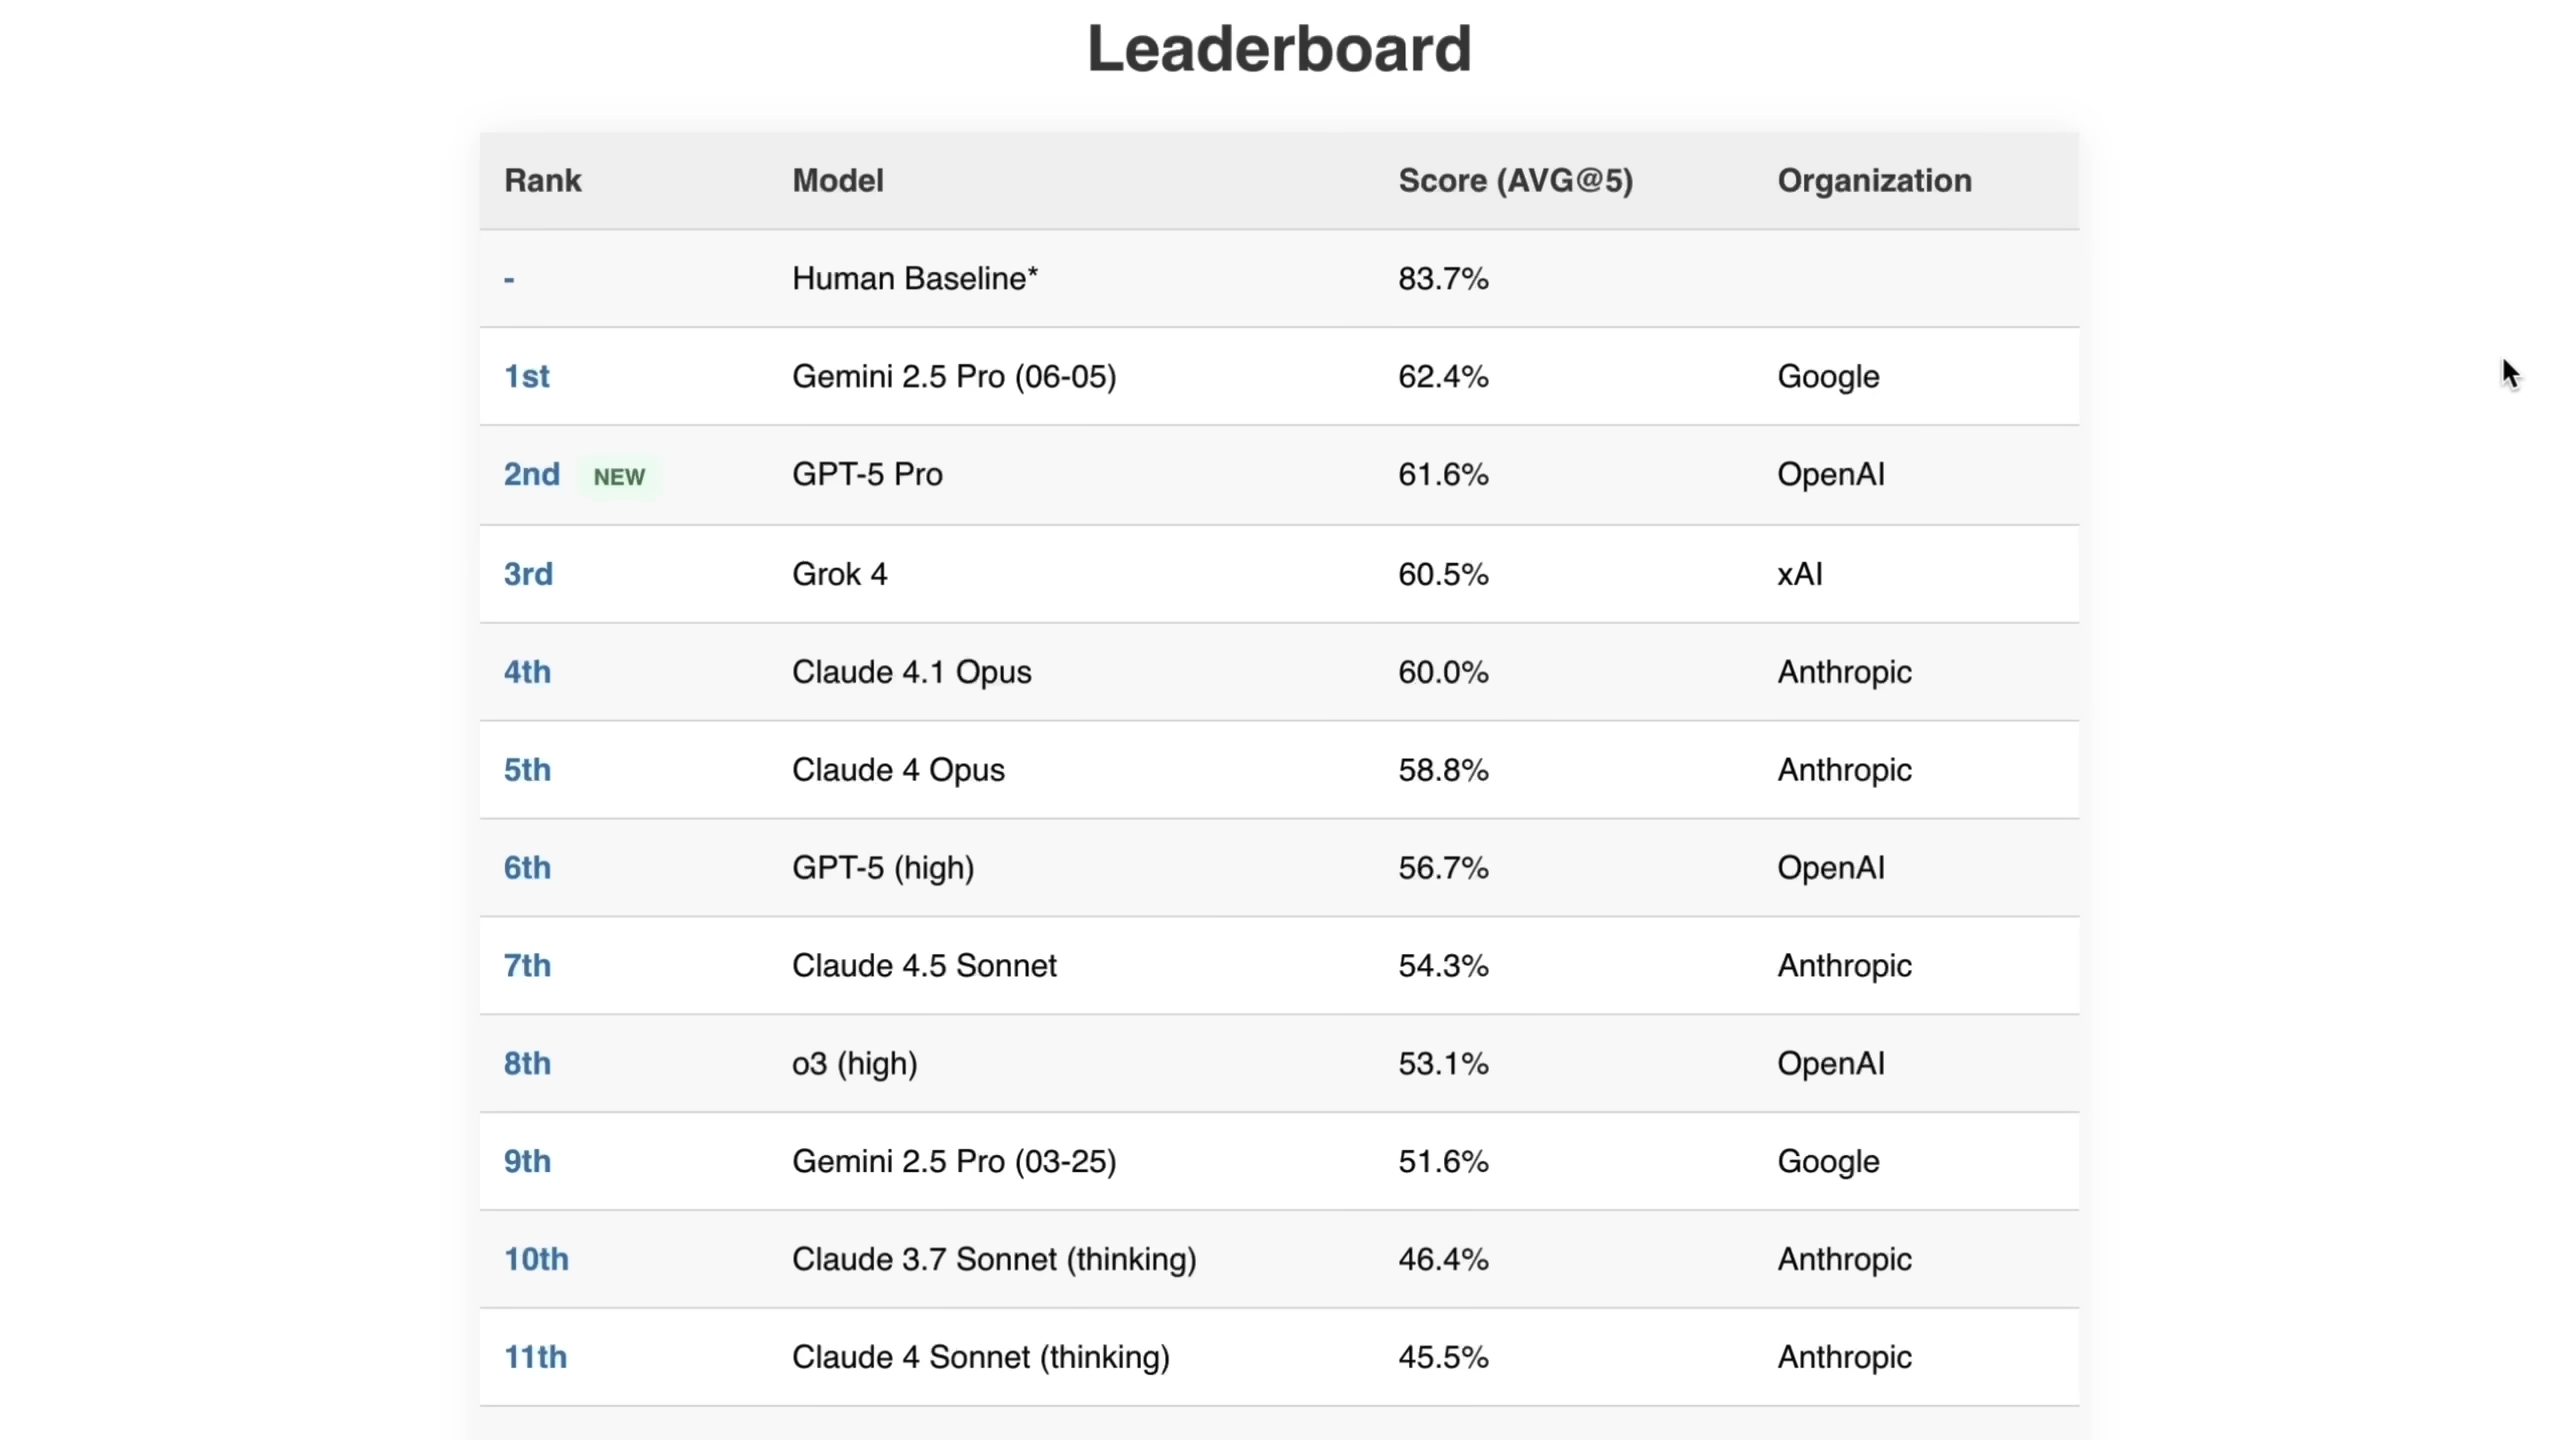 Leaderboard
Rank Model Score (AVG@5) Organization
- Human Baseline* 83.7%
1st Gemini 2.5 Pro (06-05) 62.4% Google
2nd NEW GPT-5 Pro 61.6% OpenAI
3rd Grok 4 60.5% xAI
4th Claude 4.1 Opus 60.0% Anthropic
5th Claude 4 Opus 58.8% Anthropic
6th GPT-5 (high) 56.7% OpenAI
7th Claude 4.5 Sonnet 54.3% Anthropic
8th o3 (high) 53.1% OpenAI
9th Gemini 2.5 Pro (03-25) 51.6% Google
10th Claude 3.7 Sonnet (thinking) 46.4% Anthropic
11th Claude 4 Sonnet (thinking) 45.5% Anthropic